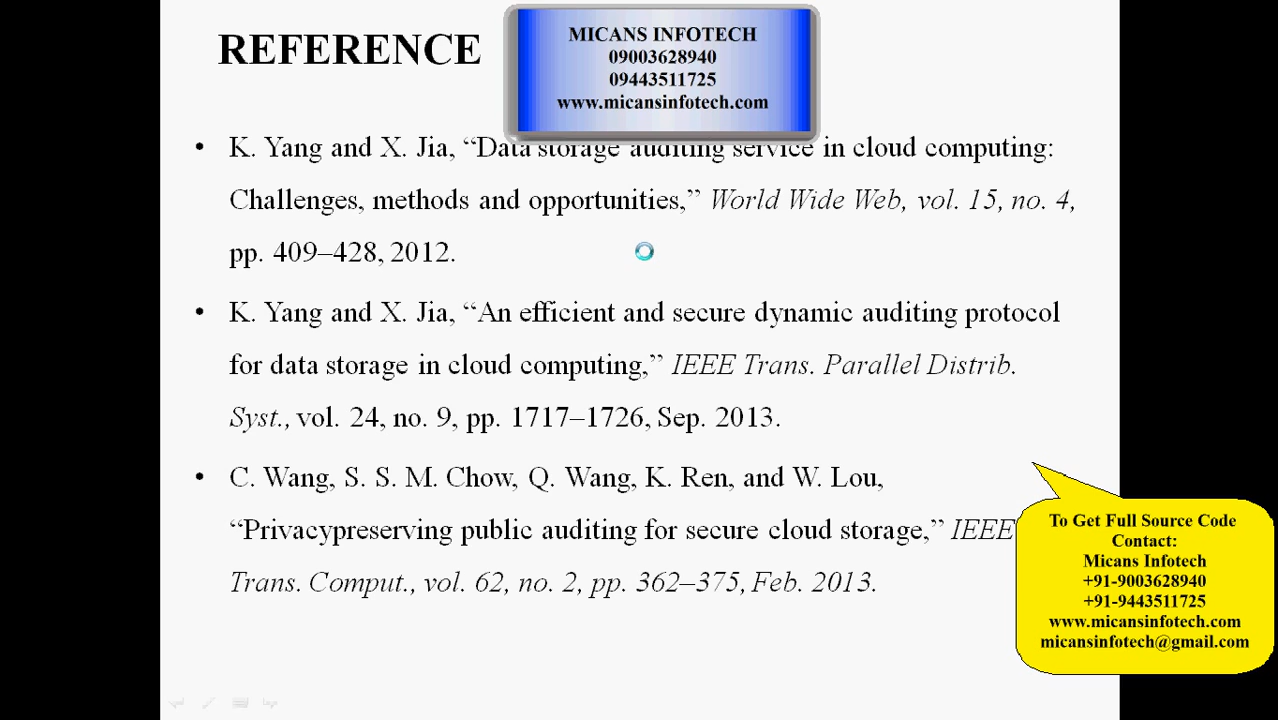 REFERENCE
MICANS INFOTECH
09003628940
09443511725
www.micansinfotech.com
• K. Yang and X. Jia, “Data storage auditing service in cloud computing:
Challenges, methods and opportunities,” World Wide Web, vol. 15, no. 4,
pp. 409–428, 2012.
• K. Yang and X. Jia, “An efficient and secure dynamic auditing protocol
for data storage in cloud computing,” IEEE Trans. Parallel Distrib.
Syst., vol. 24, no. 9, pp. 1717–1726, Sep. 2013.
• C. Wang, S. S. M. Chow, Q. Wang, K. Ren, and W. Lou,
“Privacypreserving public auditing for secure cloud storage,” IEEE
Trans. Comput., vol. 62, no. 2, pp. 362–375, Feb. 2013.
To Get Full Source Code
Contact:
Micans Infotech
+91-9003628940
+91-9443511725
www.micansinfotech.com
micansinfotech@gmail.com